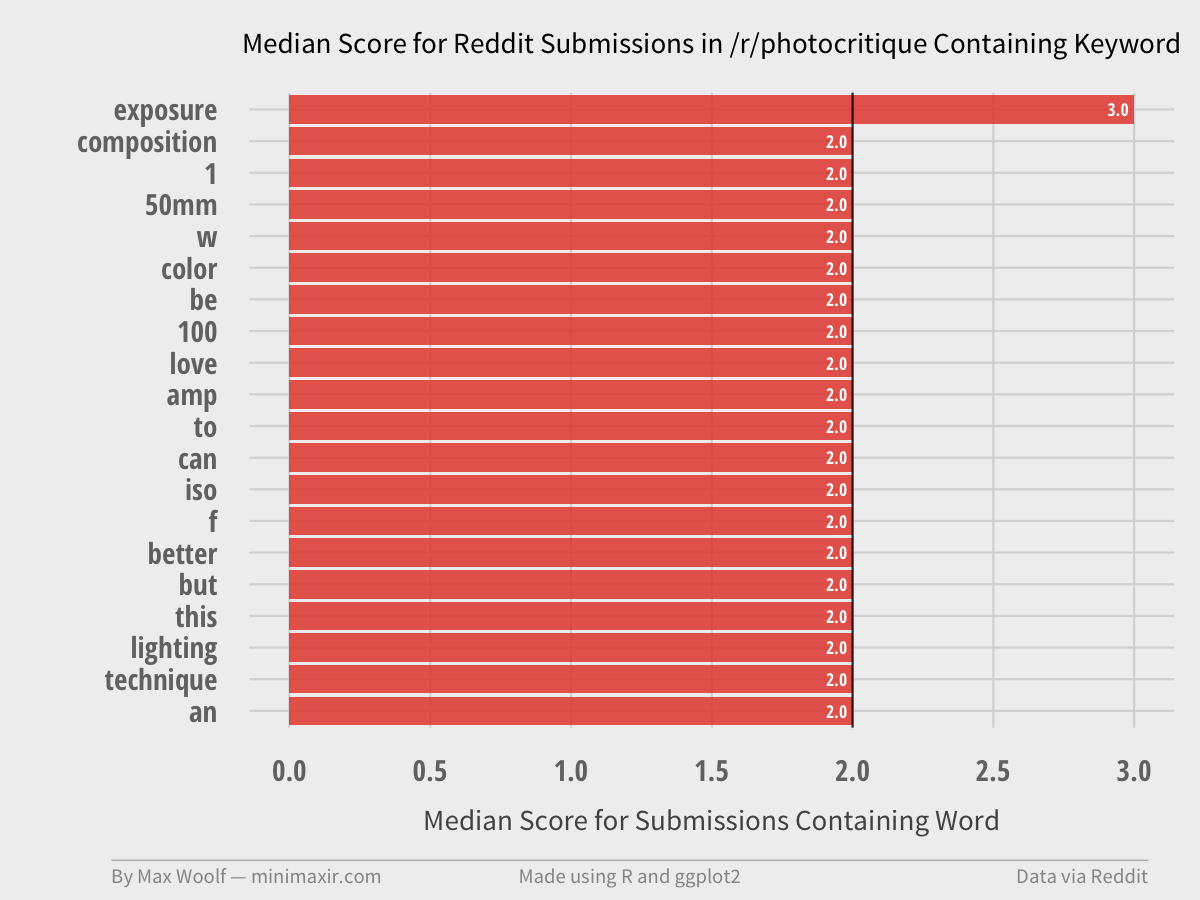 Median Score for Reddit Submissions in /r/photocritique Containing Keyword
exposure 3.0
composition 2.0
1 2.0
50mm 2.0
w 2.0
color 2.0
be 2.0
100 2.0
love 2.0
amp 2.0
to 2.0
can 2.0
iso 2.0
f 2.0
better 2.0
but 2.0
this 2.0
lighting 2.0
technique 2.0
an 2.0
0.0 0.5 1.0 1.5 2.0 2.5 3.0
Median Score for Submissions Containing Word
By Max Woolf — minimaxir.com Made using R and ggplot2 Data via Reddit